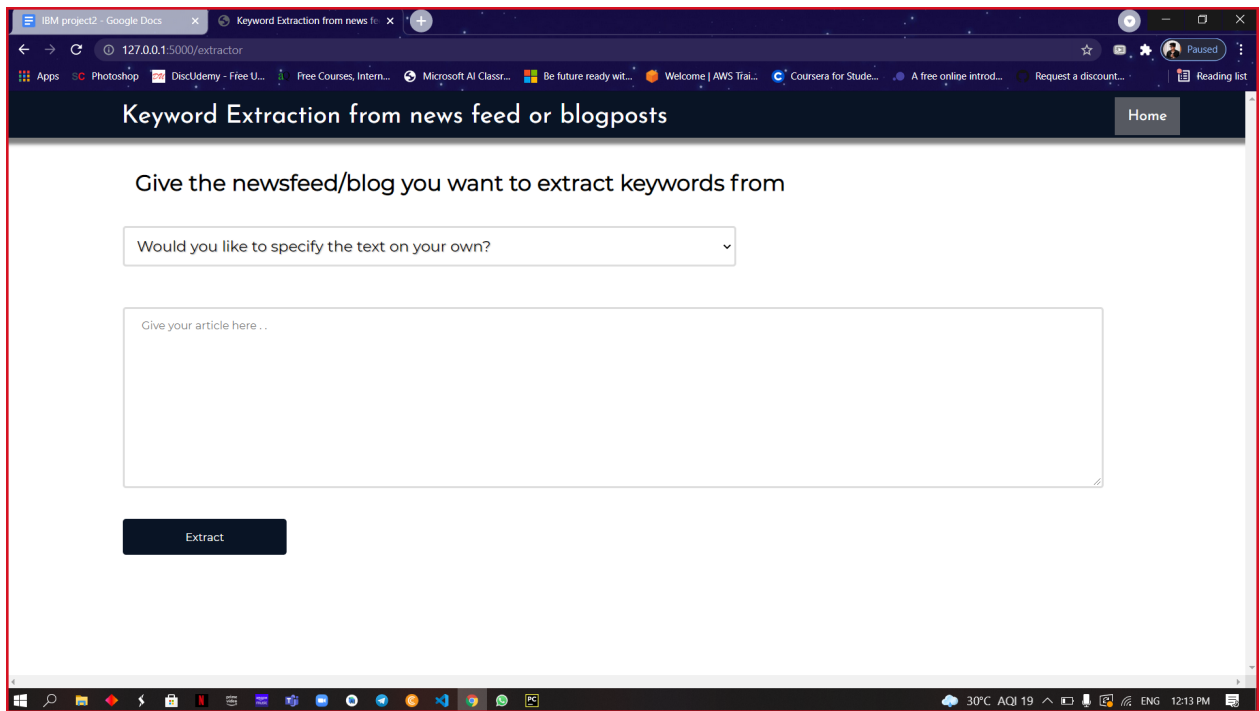 IBM project2 - Google Docs
Keyword Extraction from news fe
127.0.0.1:5000/extractor
Paused
Apps
SC Photoshop
DiscUdemy - Free U...
Free Courses, Intern...
Microsoft AI Classr...
Be future ready wit...
Welcome | AWS Trai...
Coursera for Stude...
A free online introd...
Request a discount...
Reading list
Keyword Extraction from news feed or blogposts
Home
Give the newsfeed/blog you want to extract keywords from
Would you like to specify the text on your own?
Give your article here . .
Extract
30°C AQI 19
ENG
12:13 PM